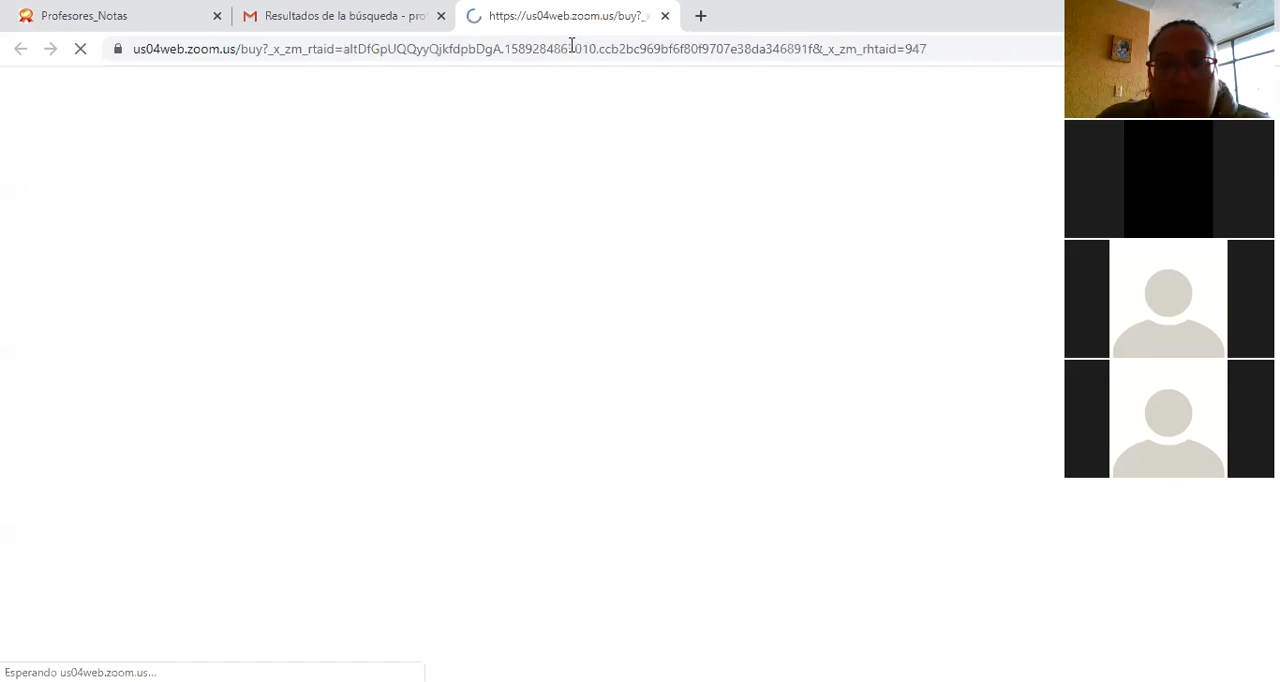 Profesores_Notas
Resultados de la búsqueda - pro
https://us04web.zoom.us/buy?_x
us04web.zoom.us/buy?_x_zm_rtaid=altDfGpUQQyyQjkfdpbDgA.1589284861010.ccb2bc969bf6f80f9707e38da346891f&_x_zm_rhtaid=947
Esperando us04web.zoom.us...